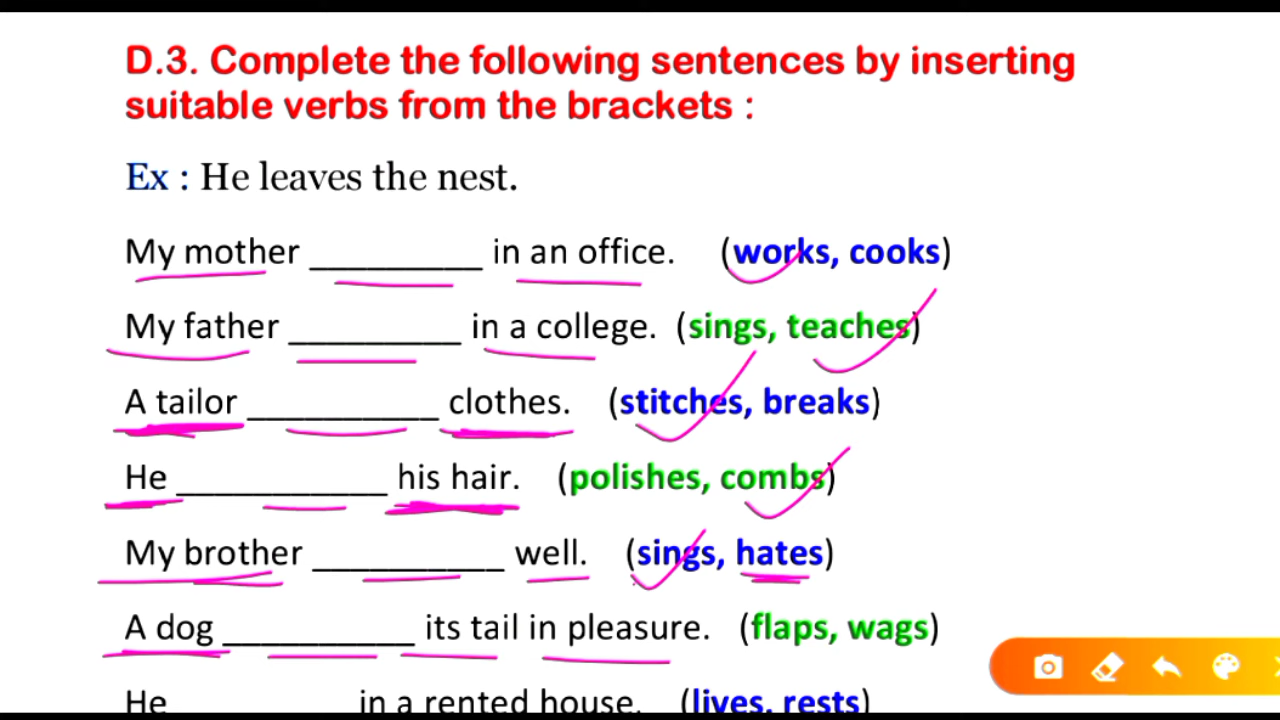 D.3. Complete the following sentences by inserting
suitable verbs from the brackets :
Ex : He leaves the nest.
My mother _________ in an office. (works, cooks)
My father _________ in a college. (sings, teaches)
A tailor __________ clothes. (stitches, breaks)
He ___________ his hair. (polishes, combs)
My brother __________ well. (sings, hates)
A dog __________ its tail in pleasure. (flaps, wags)
He __________ in a rented house. (lives, rests)